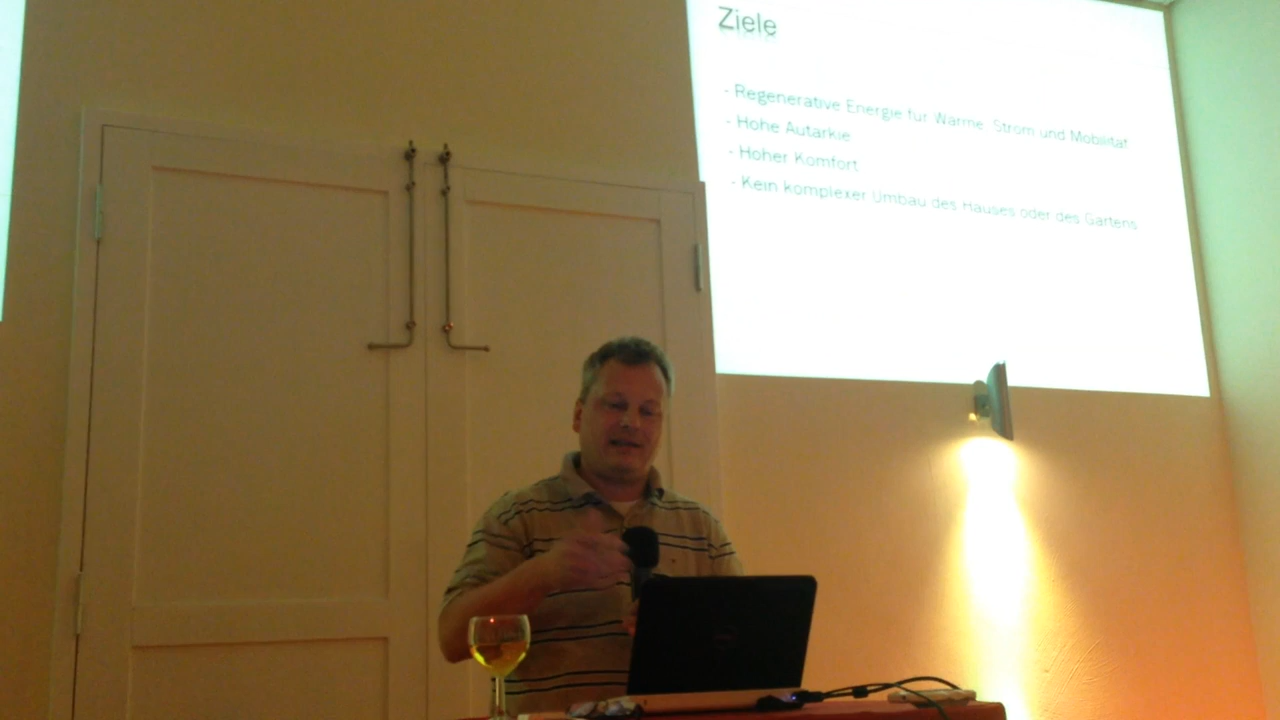 Ziele
- Regenerative Energie für Wärme, Strom und Mobilität
- Hohe Autarkie
- Hoher Komfort
- Kein komplexer Umbau des Hauses oder des Gartens